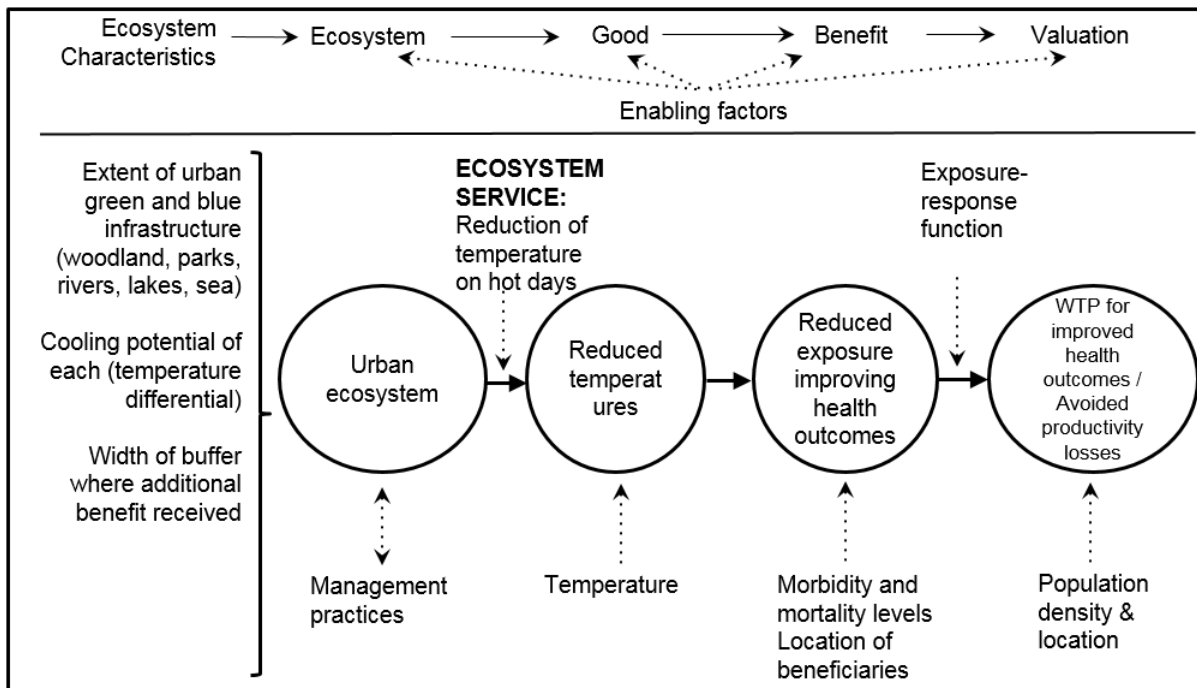 Ecosystem
Characteristics
Ecosystem
Good
Benefit
Valuation
Enabling factors
Extent of urban
green and blue
infrastructure
(woodland, parks,
rivers, lakes, sea)
Cooling potential of
each (temperature
differential)
Width of buffer
where additional
benefit received
ECOSYSTEM
SERVICE:
Reduction of
temperature
on hot days
Exposure-
response
function
Urban
ecosystem
Reduced
temperat
ures
Reduced
exposure
improving
health
outcomes
WTP for
improved
health
outcomes /
Avoided
productivity
losses
Management
practices
Temperature
Morbidity and
mortality levels
Location of
beneficiaries
Population
density &
location